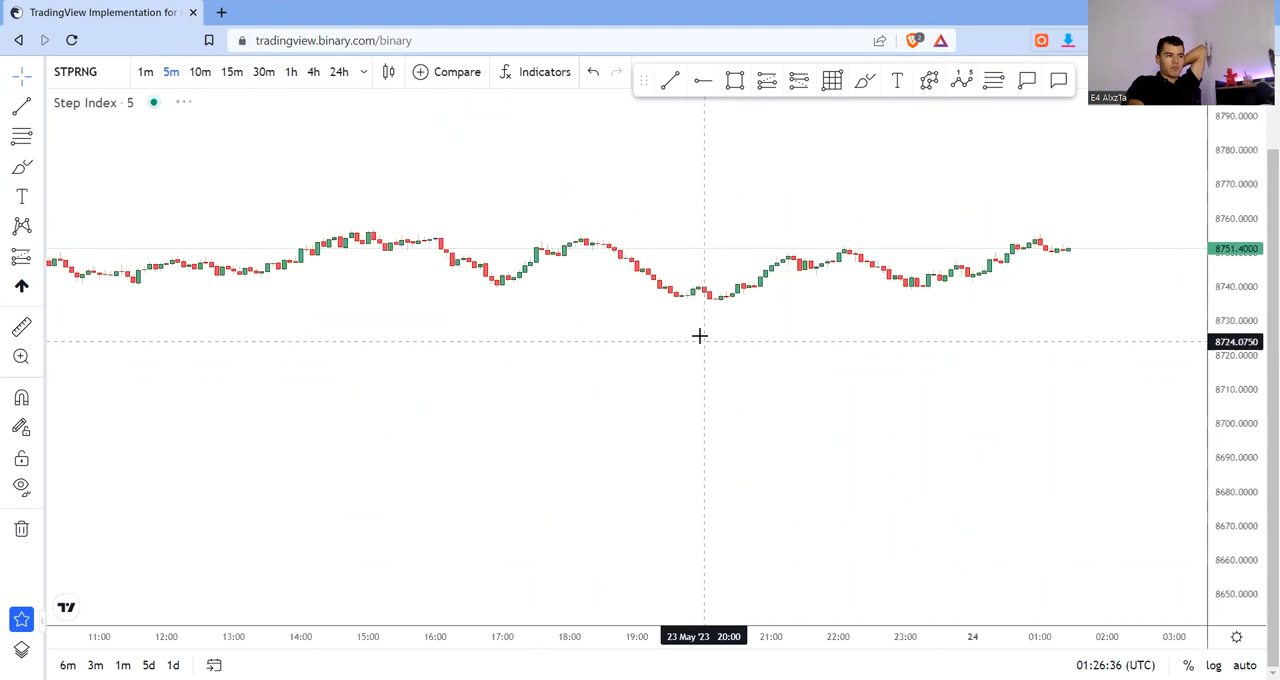 TradingView Implementation for
tradingview.binary.com/binary
2
E4 AlxzTa
STPRNG 1m 5m 10m 15m 30m 1h 4h 24h Indicators
Step Index · 5
8790.0000
8780.0000
8770.0000
8760.0000
8751.4000
8740.0000
8730.0000
8724.0750
8720.0000
8710.0000
8700.0000
8690.0000
8680.0000
8670.0000
8660.0000
8650.0000
11:00 12:00 13:00 14:00 15:00 16:00 17:00 18:00 19:00 23 May '23 20:00 21:00 22:00 23:00 24 01:00 02:00 03:00
6m 3m 1m 5d 1d 01:26:36 (UTC) % log auto